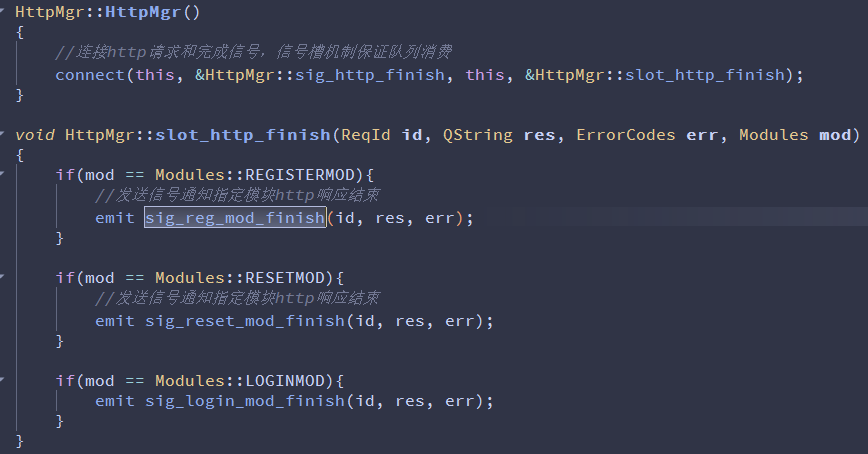 HttpMgr::HttpMgr()
{
    //连接http请求和完成信号，信号槽机制保证队列消费
    connect(this, &HttpMgr::sig_http_finish, this, &HttpMgr::slot_http_finish);
}
void HttpMgr::slot_http_finish(ReqId id, QString res, ErrorCodes err, Modules mod)
{
    if(mod == Modules::REGISTERMOD){
        //发送信号通知指定模块http响应结束
        emit sig_reg_mod_finish(id, res, err);
    }
    if(mod == Modules::RESETMOD){
        //发送信号通知指定模块http响应结束
        emit sig_reset_mod_finish(id, res, err);
    }
    if(mod == Modules::LOGINMOD){
        emit sig_login_mod_finish(id, res, err);
    }
}